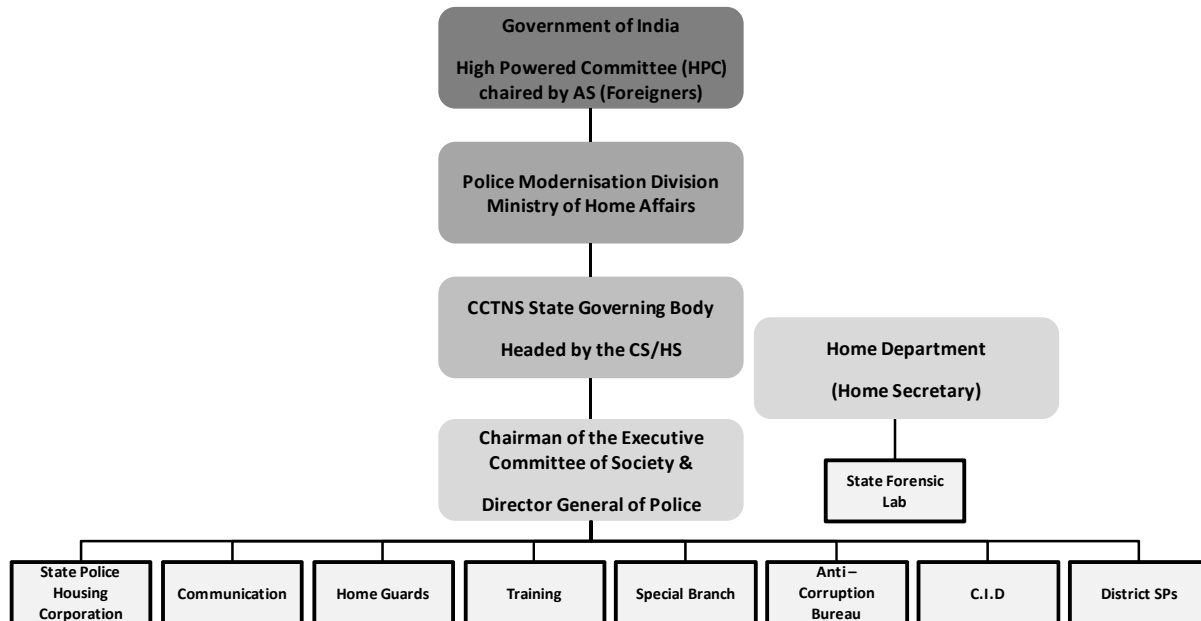 Government of India
High Powered Committee (HPC)
chaired by AS (Foreigners)
Police Modernisation Division
Ministry of Home Affairs
CCTNS State Governing Body
Headed by the CS/HS
Home Department
(Home Secretary)
Chairman of the Executive
Committee of Society &
Director General of Police
State Forensic
Lab
State Police
Housing
Corporation
Communication
Home Guards
Training
Special Branch
Anti –
Corruption
Bureau
C.I.D
District SPs